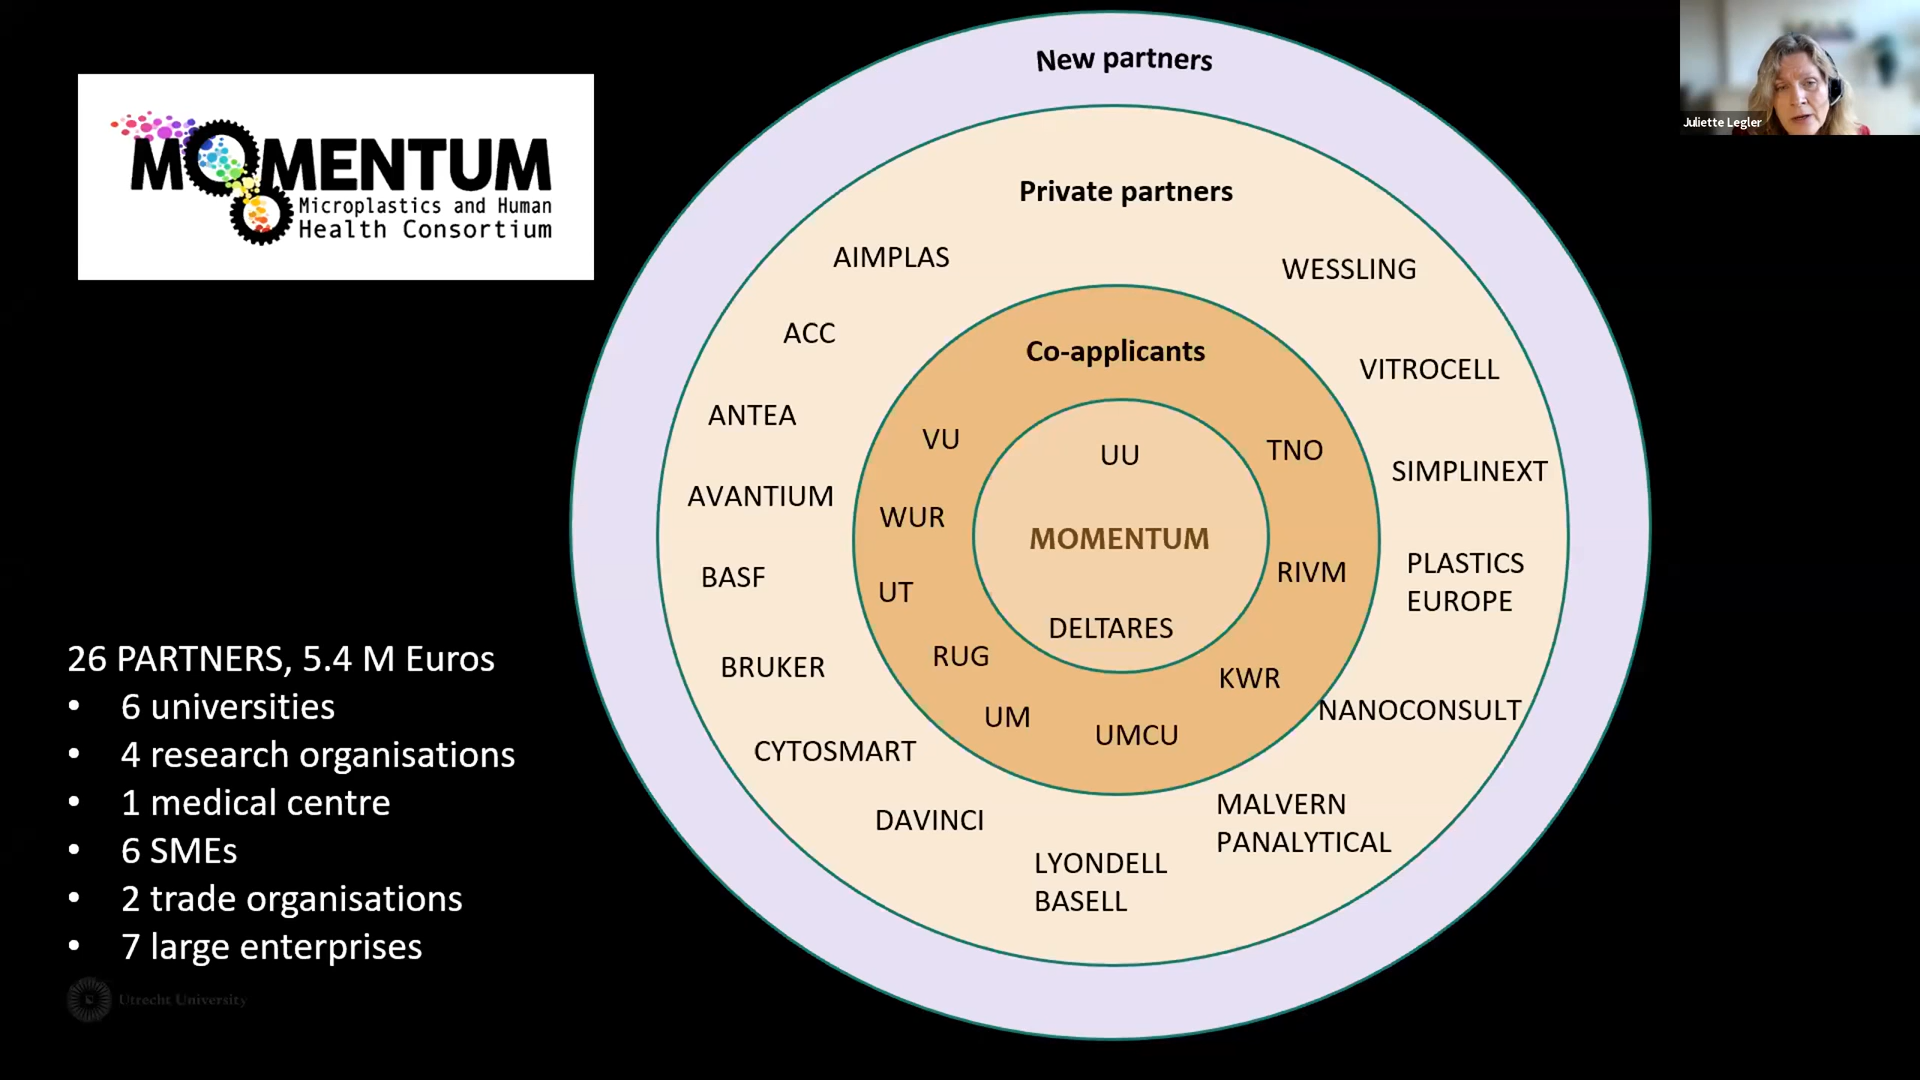 MOMENTUM
Microplastics and Human
Health Consortium
26 PARTNERS, 5.4 M Euros
• 6 universities
• 4 research organisations
• 1 medical centre
• 6 SMEs
• 2 trade organisations
• 7 large enterprises
Utrecht University
New partners
Private partners
AIMPLAS
WESSLING
ACC
VITROCELL
ANTEA
SIMPLINEXT
AVANTIUM
PLASTICS
EUROPE
BASF
NANOCONSULT
BRUKER
CYTOSMART
MALVERN
PANALYTICAL
DAVINCI
LYONDELL
BASELL
Co-applicants
VU
TNO
WUR
RIVM
UT
RUG
KWR
UM
UMCU
UU
MOMENTUM
DELTARES
Juliette Legler